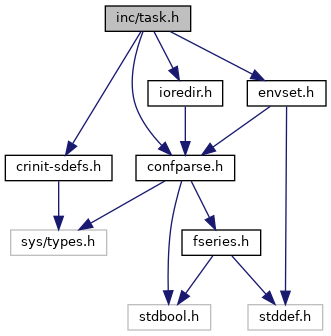 inc/task.h
ioredir.h
envset.h
crinit-sdefs.h
confparse.h
sys/types.h
fseries.h
stdbool.h
stddef.h